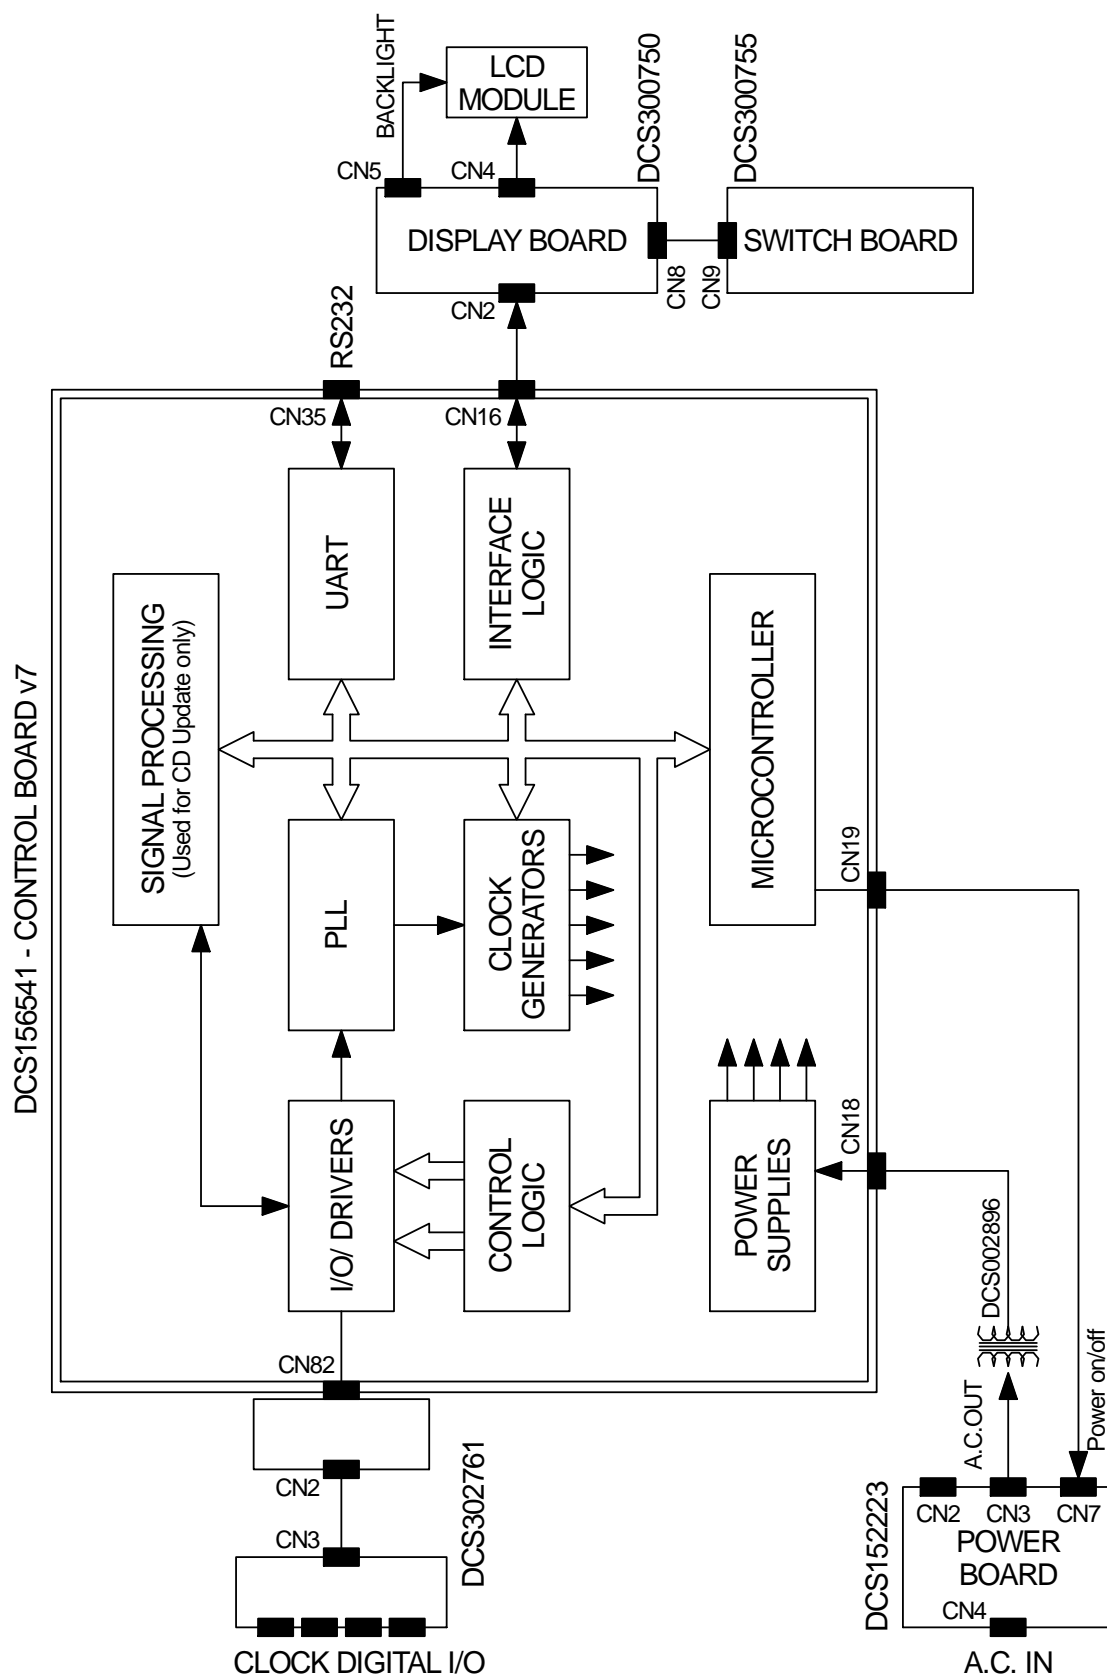 BACKLIGHT
LCD
MODULE
DCS300750
DCS300755
CN5
CN4
DISPLAY BOARD
SWITCH BOARD
CN8
CN9
CN2
RS232
CN35
CN16
DCS156541 - CONTROL BOARD v7
SIGNAL PROCESSING
(Used for CD Update only)
UART
INTERFACE
LOGIC
MICROCONTROLLER
PLL
CLOCK
GENERATORS
CN19
I/O/ DRIVERS
CONTROL
LOGIC
POWER
SUPPLIES
CN18
DCS002896
CN82
A.C.OUT
Power on/off
CN2
CN3
DCS302761
CLOCK DIGITAL I/O
DCS152223
CN2
CN3
CN7
POWER
BOARD
CN4
A.C. IN